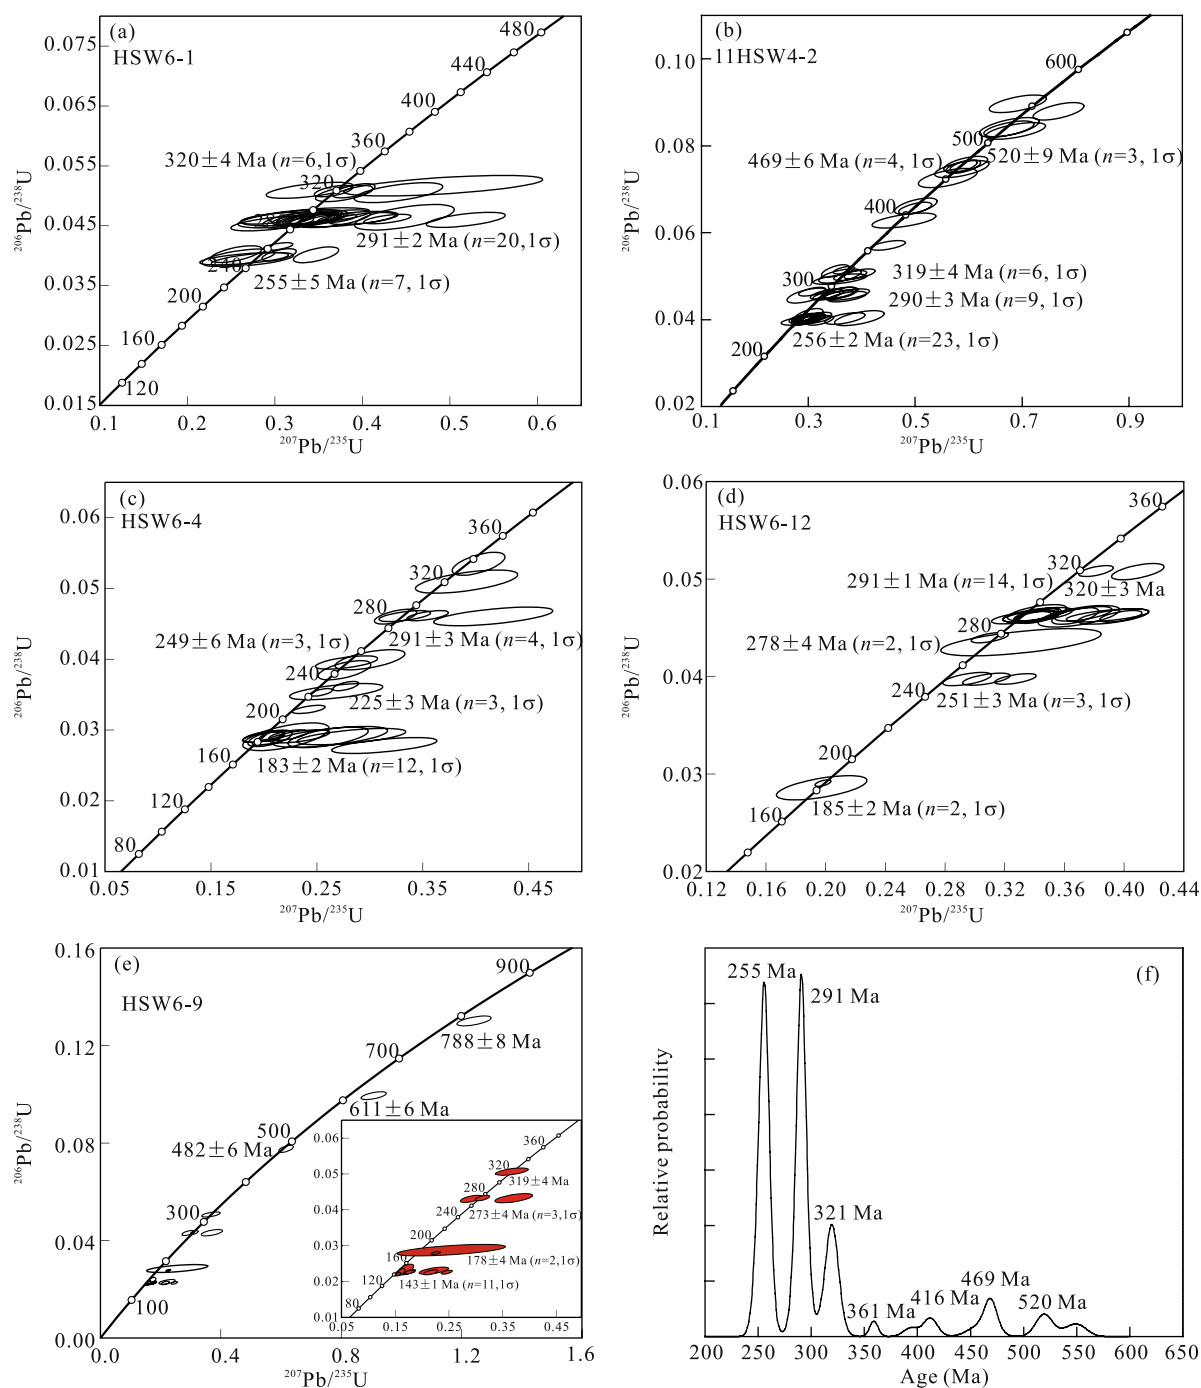 (a)
HSW6-1
0.075
0.065
0.055
0.045
0.035
0.025
0.015
480
440
400
360
320
240
200
160
120
320±4 Ma (n=6,1σ)
291±2 Ma (n=20,1σ)
255±5 Ma (n=7, 1σ)
0.1 0.2 0.3 0.4 0.5 0.6
²⁰⁷Pb/²³⁵U
²⁰⁶Pb/²³⁸U
(b)
11HSW4-2
0.10
0.08
0.06
0.04
0.02
600
500
400
300
200
469±6 Ma (n=4, 1σ)
520±9 Ma (n=3, 1σ)
319±4 Ma (n=6, 1σ)
290±3 Ma (n=9, 1σ)
256±2 Ma (n=23, 1σ)
0.1 0.3 0.5 0.7 0.9
²⁰⁷Pb/²³⁵U
²⁰⁶Pb/²³⁸U
(c)
HSW6-4
0.06
0.05
0.04
0.03
0.02
0.01
360
320
280
240
200
160
120
80
249±6 Ma (n=3, 1σ)
291±3 Ma (n=4, 1σ)
225±3 Ma (n=3, 1σ)
183±2 Ma (n=12, 1σ)
0.05 0.15 0.25 0.35 0.45
²⁰⁷Pb/²³⁵U
²⁰⁶Pb/²³⁸U
(d)
HSW6-12
0.06
0.05
0.04
0.03
0.02
360
320
280
240
200
160
291±1 Ma (n=14, 1σ)
320±3 Ma
278±4 Ma (n=2, 1σ)
251±3 Ma (n=3, 1σ)
185±2 Ma (n=2, 1σ)
0.12 0.16 0.20 0.24 0.28 0.32 0.36 0.40 0.44
²⁰⁷Pb/²³⁵U
²⁰⁶Pb/²³⁸U
(e)
HSW6-9
0.16
0.12
0.08
0.04
0.00
900
700
500
300
100
788±8 Ma
611±6 Ma
482±6 Ma
0.06
0.05
0.04
0.03
0.02
0.01
360
320
280
240
200
160
120
80
319±4 Ma
273±4 Ma (n=3,1σ)
178±4 Ma (n=2,1σ)
143±1 Ma (n=11,1σ)
0.05 0.15 0.25 0.35 0.45
0.0 0.4 0.8 1.2 1.6
²⁰⁷Pb/²³⁵U
²⁰⁶Pb/²³⁸U
(f)
255 Ma
291 Ma
321 Ma
361 Ma
416 Ma
469 Ma
520 Ma
Relative probability
200 250 300 350 400 450 500 550 600 650
Age (Ma)